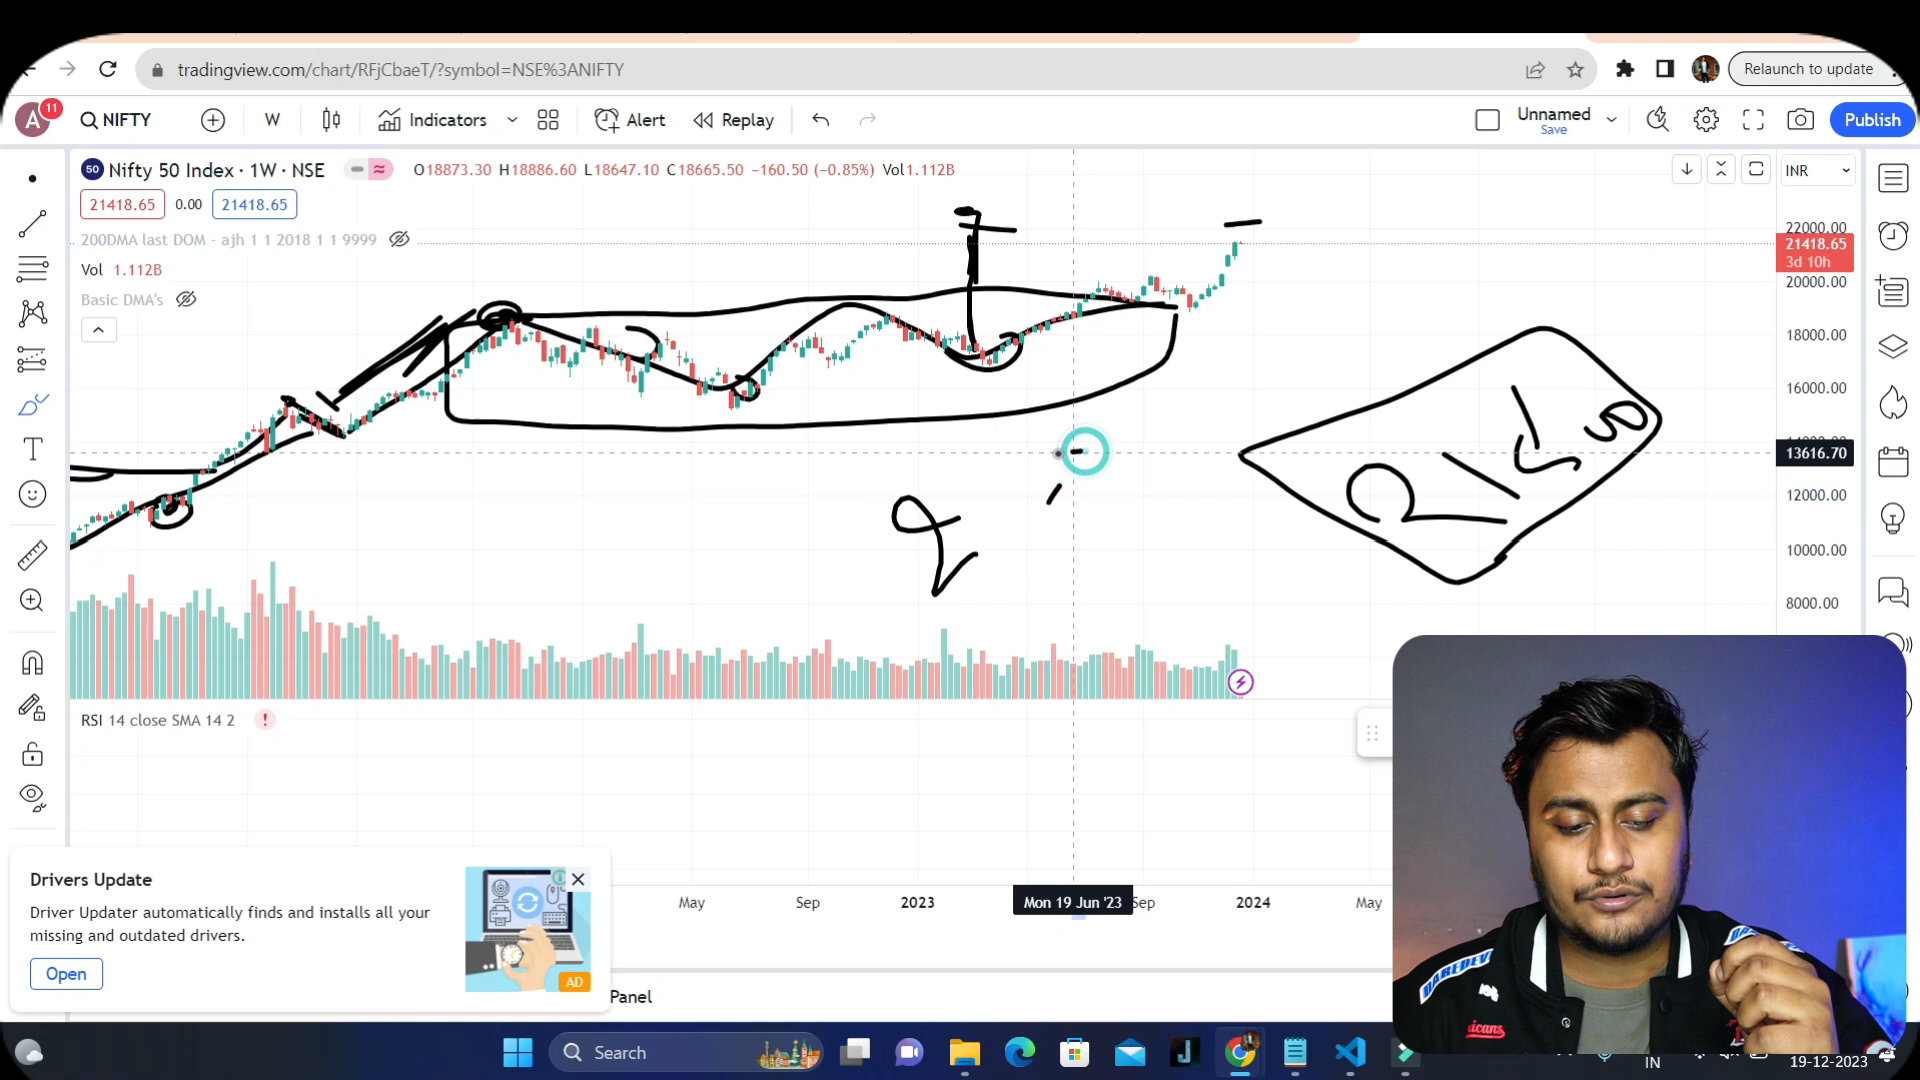 tradingview.com/chart/RFjCbaeT/?symbol=NSE%3ANIFTY
Relaunch to update
A 11 NIFTY W Indicators Alert Replay Unnamed Save Publish
50 Nifty 50 Index · 1W · NSE O18873.30 H18886.60 L18647.10 C18665.50 −160.50 (−0.85%) Vol1.112B INR
21418.65 0.00 21418.65
200DMA last DOM - ajh 1 1 2018 1 1 9999
Vol 1.112B
Basic DMA's
22000.00
21418.65
3d 10h
20000.00
18000.00
16000.00
13616.70
12000.00
10000.00
8000.00
RSI 14 close SMA 14 2 !
May Sep 2023 Mon 19 Jun '23 Sep 2024 May
Drivers Update
Driver Updater automatically finds and installs all your
missing and outdated drivers.
Open
AD
Panel
DAREDEV
icans
Search
IN
19-12-2023